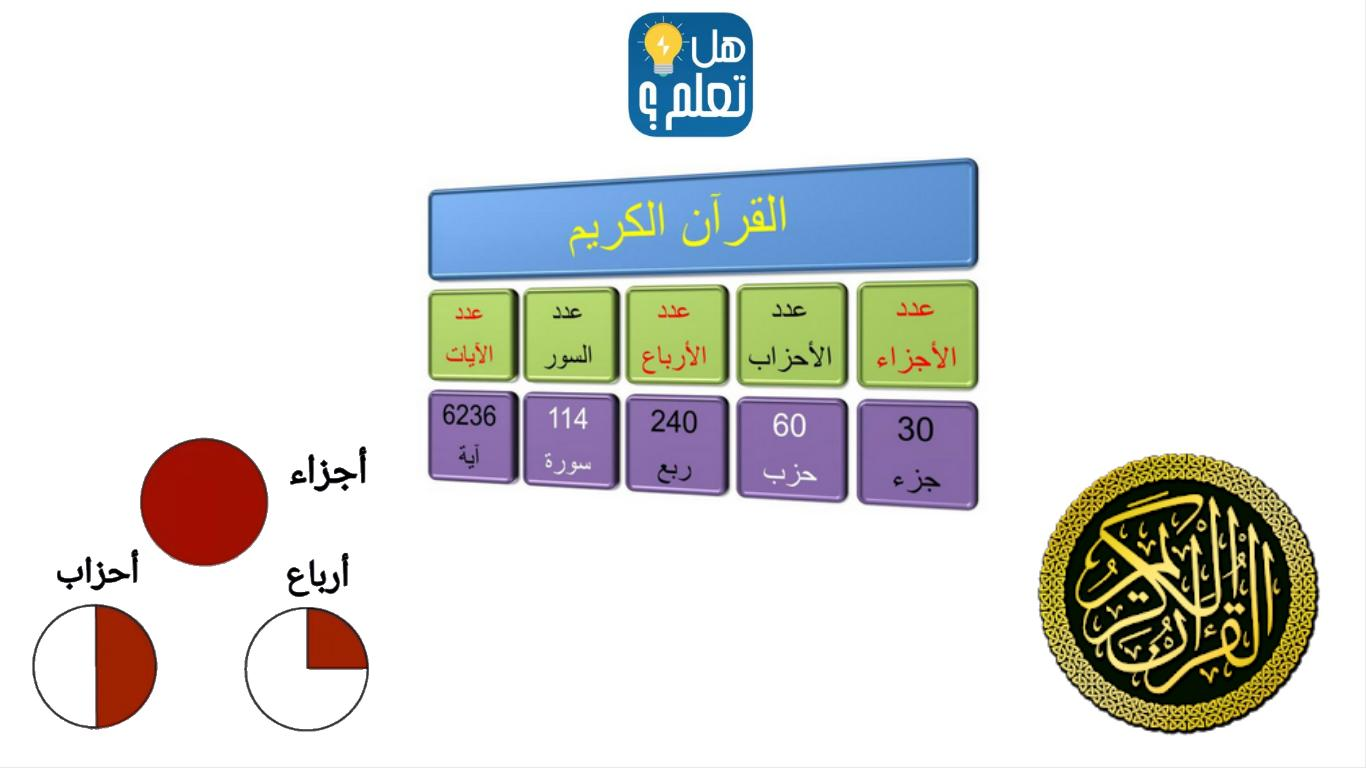 هل
تعلم ؟
القرآن الكريم
عدد الأجزاء
عدد الأحزاب
عدد الأرباع
عدد السور
عدد الآيات
30 جزء
60 حزب
240 ربع
114 سورة
6236 آية
أجزاء
أحزاب
أرباع
القرآن الكريم